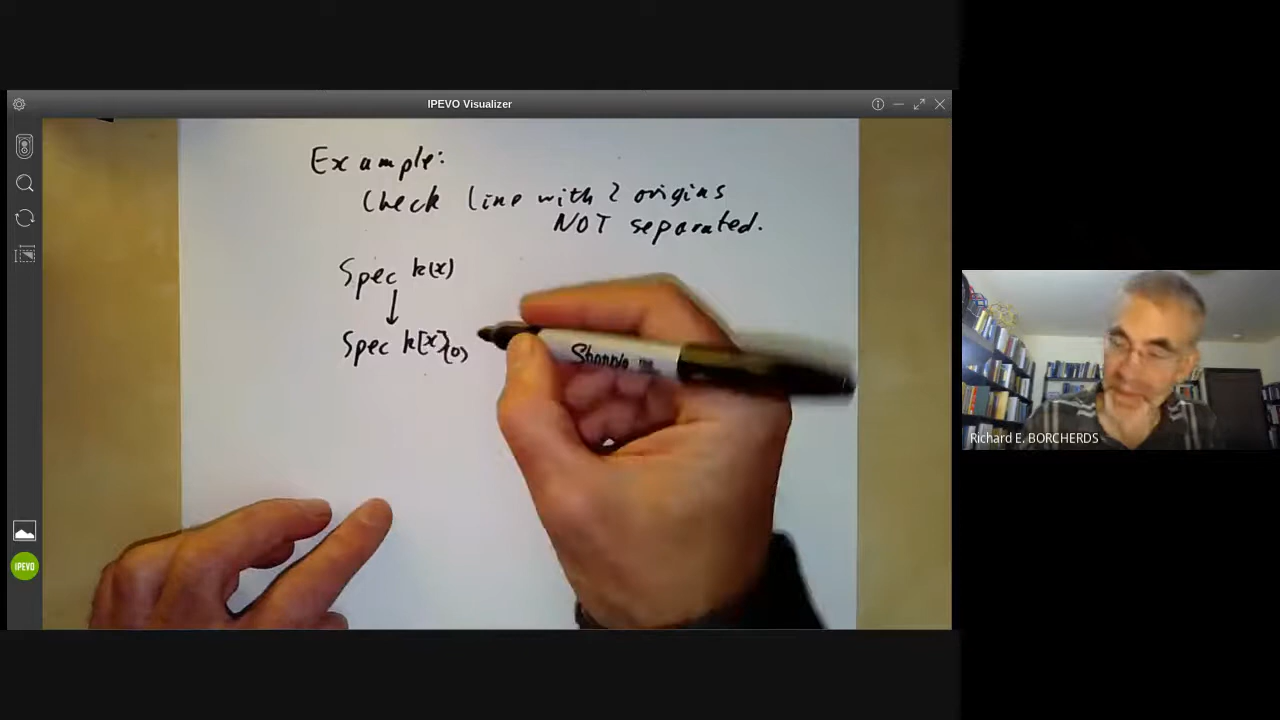 IPEVO Visualizer
Example:
Check line with 2 origins
NOT separated.
Spec k(x)
↓
Spec k[x](0)
Sharpie
Richard E. BORCHERDS
iPEVO